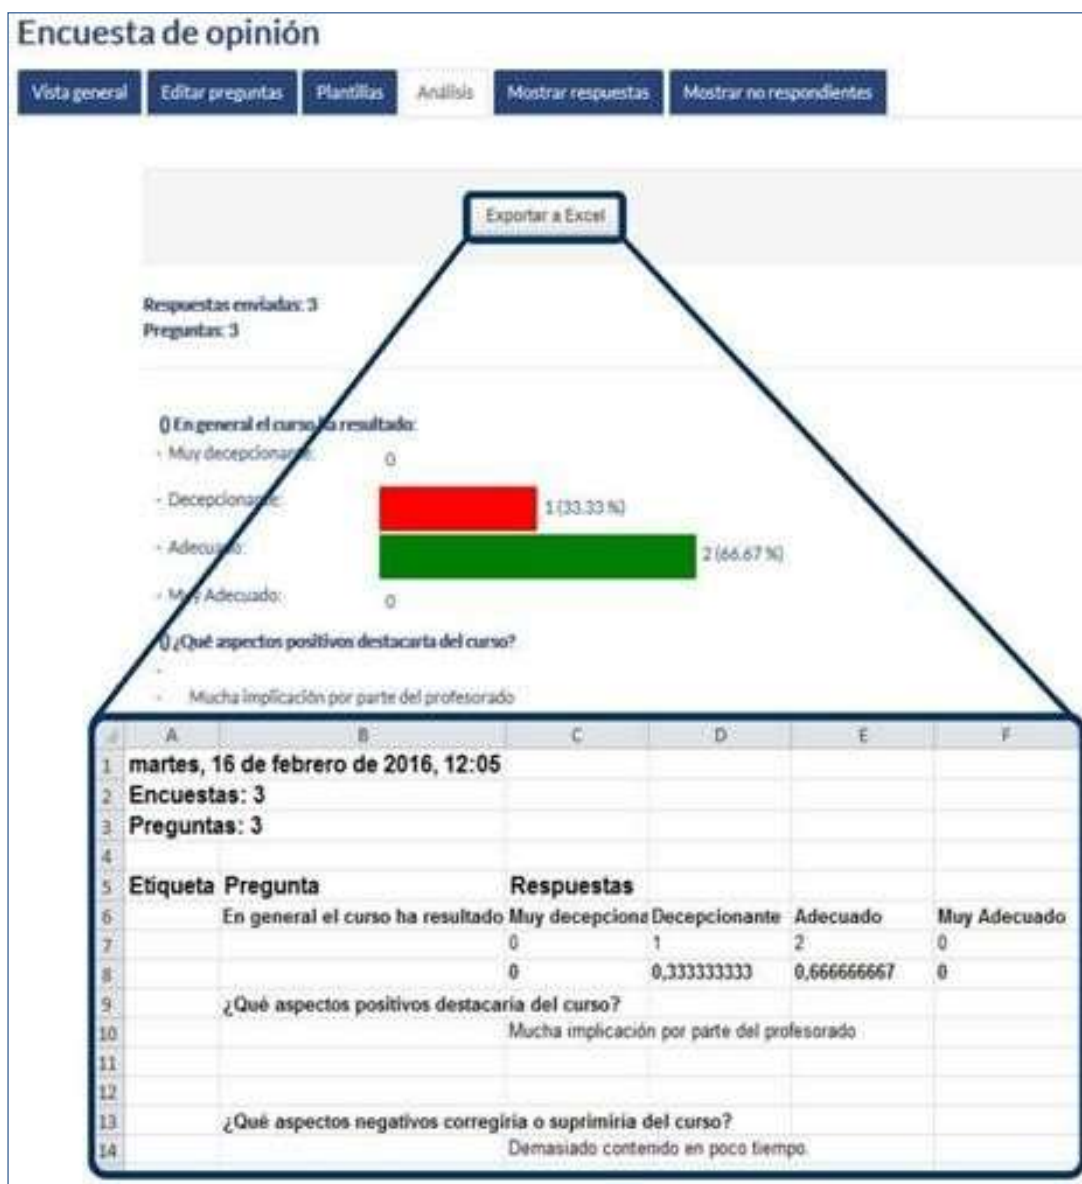 Encuesta de opinión
Vista general Editar preguntas Plantillas Análisis Mostrar respuestas Mostrar no respondientes
Exportar a Excel
Respuestas enviadas: 3
Preguntas: 3
() En general el curso ha resultado:
- Muy decepcionante: 0
- Decepcionante: 1 (33.33 %)
- Adecuado: 2 (66.67 %)
- Muy Adecuado: 0
() ¿Qué aspectos positivos destacaría del curso?
-
- Mucha implicación por parte del profesorado
A B C D E F
1 martes, 16 de febrero de 2016, 12:05
2 Encuestas: 3
3 Preguntas: 3
4
5 Etiqueta Pregunta Respuestas
6 En general el curso ha resultado Muy decepciona Decepcionante Adecuado Muy Adecuado
7 0 1 2 0
8 0 0,333333333 0,666666667 0
9 ¿Qué aspectos positivos destacaría del curso?
10 Mucha implicación por parte del profesorado
11
12
13 ¿Qué aspectos negativos corregiría o suprimiría del curso?
14 Demasiado contenido en poco tiempo.